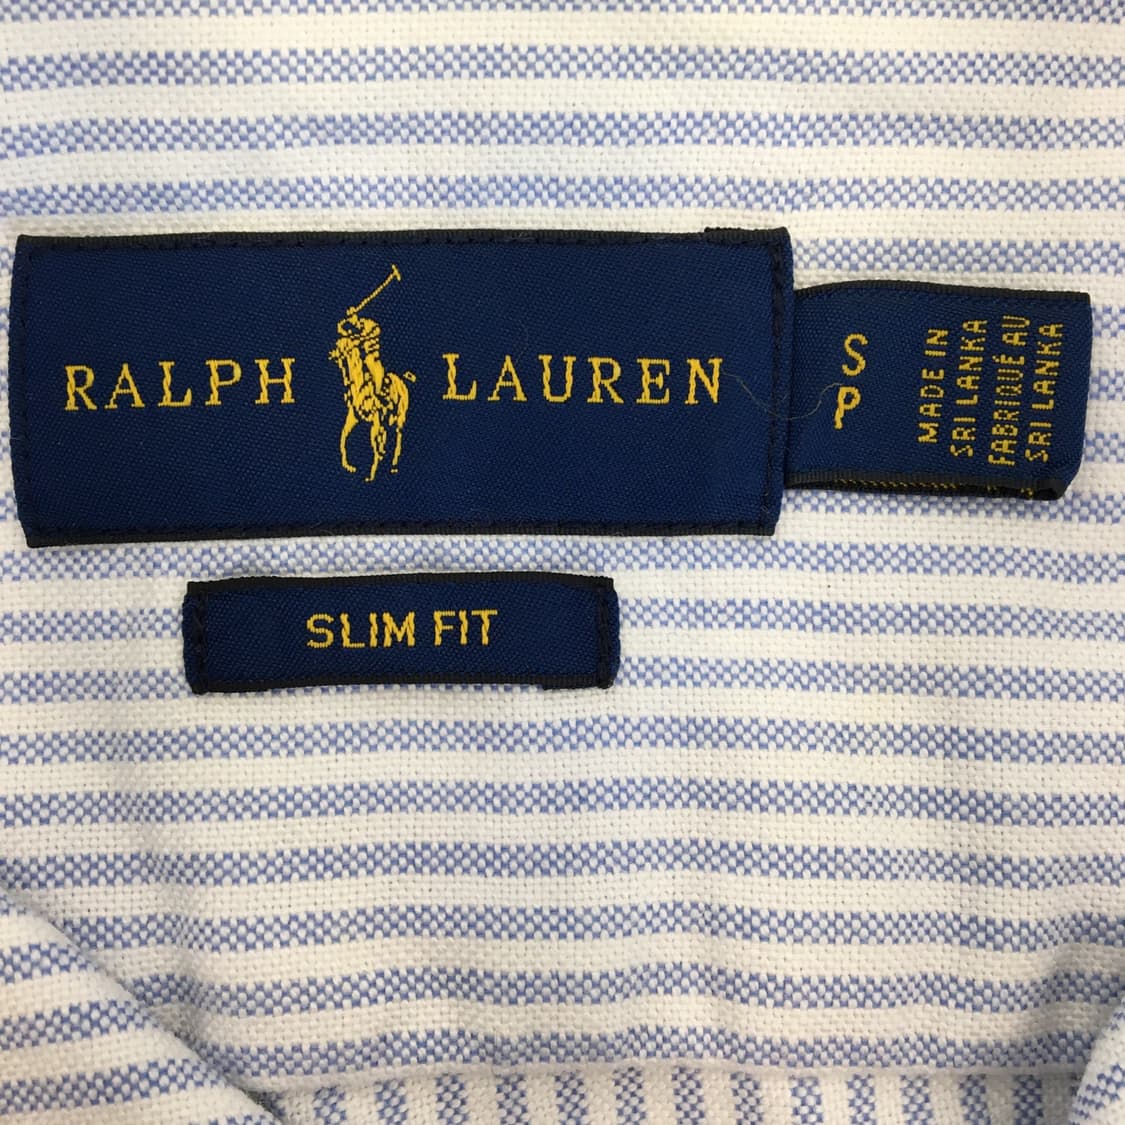 RALPH LAUREN
S
P
MADE IN
SRI LANKA
FABRIQUÉ AU
SRI LANKA
SLIM FIT